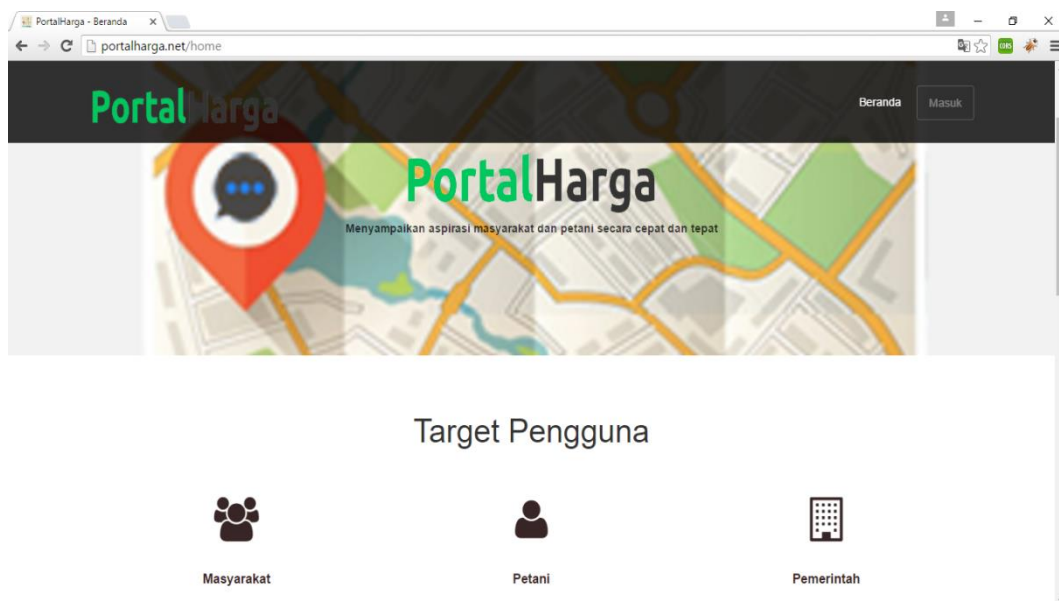 PortalHarga - Beranda
portalharga.net/home
CORS
PortalHarga
Beranda
Masuk
PortalHarga
Menyampaikan aspirasi masyarakat dan petani secara cepat dan tepat
Target Pengguna
Masyarakat
Petani
Pemerintah